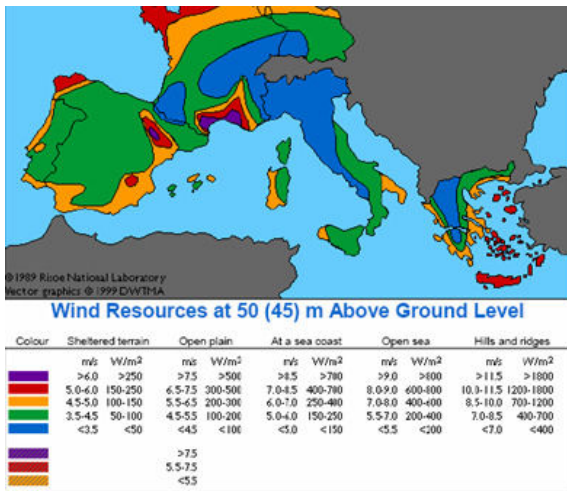 © 1989 Risoe National Laboratory
Vector graphics © 1999 DWTMA
Wind Resources at 50 (45) m Above Ground Level
Colour Sheltered terrain Open plain At a sea coast Open sea Hills and ridges
m/s W/m² m/s W/m² m/s W/m² m/s W/m² m/s W/m²
>6.0 >250 >7.5 >500 >8.5 >700 >9.0 >800 >11.5 >1800
5.0-6.0 150-250 6.5-7.5 300-500 7.0-8.5 400-700 8.0-9.0 600-800 10.0-11.5 1200-1800
4.5-5.0 100-150 5.5-6.5 200-300 6.0-7.0 250-400 7.0-8.0 400-600 8.5-10.0 700-1200
3.5-4.5 50-100 4.5-5.5 100-200 5.0-6.0 150-250 5.5-7.0 200-400 7.0-8.5 400-700
<3.5 <50 <4.5 <100 <5.0 <150 <5.5 <200 <7.0 <400
>7.5
5.5-7.5
<5.5